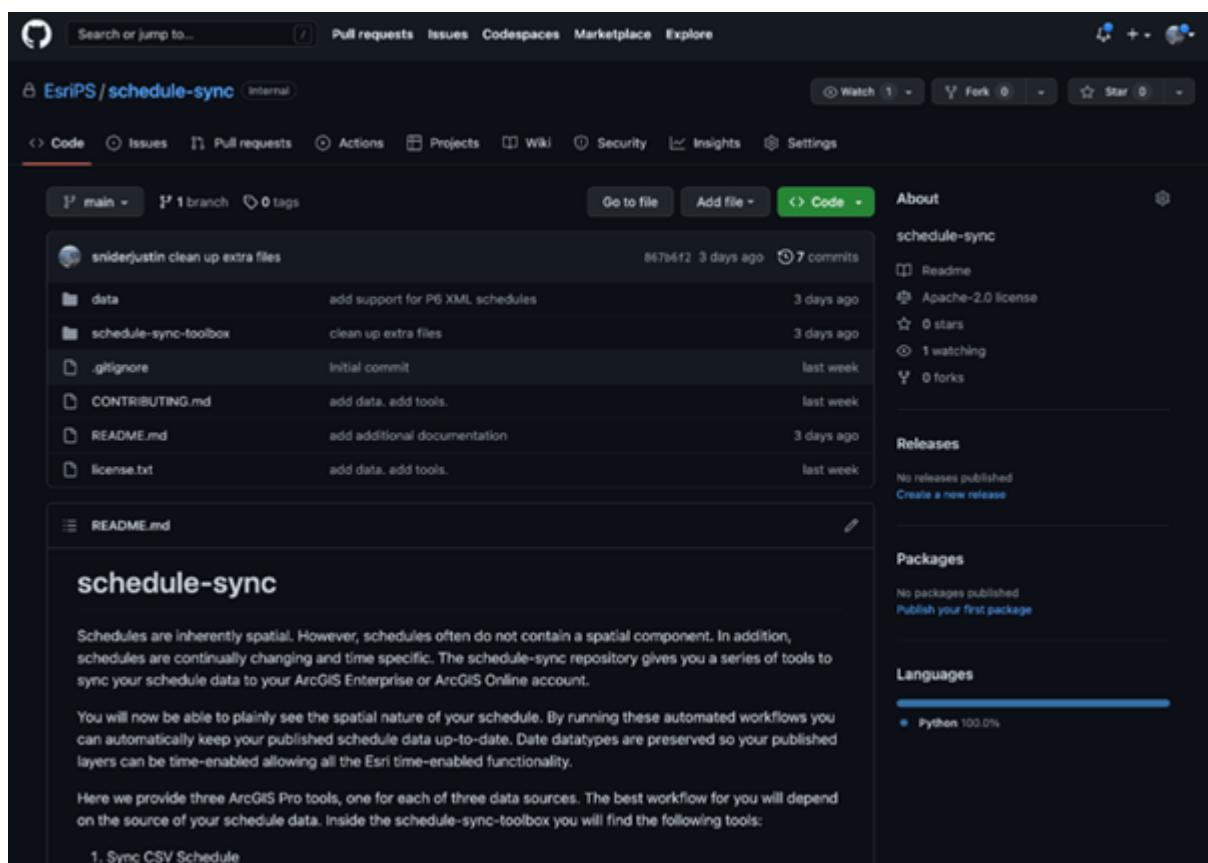 Search or jump to... / Pull requests Issues Codespaces Marketplace Explore
EsriPS / schedule-sync Internal Watch 1 Fork 0 Star 0
<> Code Issues Pull requests Actions Projects Wiki Security Insights Settings
main 1 branch 0 tags Go to file Add file <> Code
sniderjustin clean up extra files 867b6f2 3 days ago 7 commits
data add support for P6 XML schedules 3 days ago
schedule-sync-toolbox clean up extra files 3 days ago
.gitignore Initial commit last week
CONTRIBUTING.md add data. add tools. last week
README.md add additional documentation 3 days ago
license.txt add data. add tools. last week
README.md
schedule-sync
Schedules are inherently spatial. However, schedules often do not contain a spatial component. In addition,
schedules are continually changing and time specific. The schedule-sync repository gives you a series of tools to
sync your schedule data to your ArcGIS Enterprise or ArcGIS Online account.
You will now be able to plainly see the spatial nature of your schedule. By running these automated workflows you
can automatically keep your published schedule data up-to-date. Date datatypes are preserved so your published
layers can be time-enabled allowing all the Esri time-enabled functionality.
Here we provide three ArcGIS Pro tools, one for each of three data sources. The best workflow for you will depend
on the source of your schedule data. Inside the schedule-sync-toolbox you will find the following tools:
1. Sync CSV Schedule
About
schedule-sync
Readme
Apache-2.0 license
0 stars
1 watching
0 forks
Releases
No releases published
Create a new release
Packages
No packages published
Publish your first package
Languages
Python 100.0%